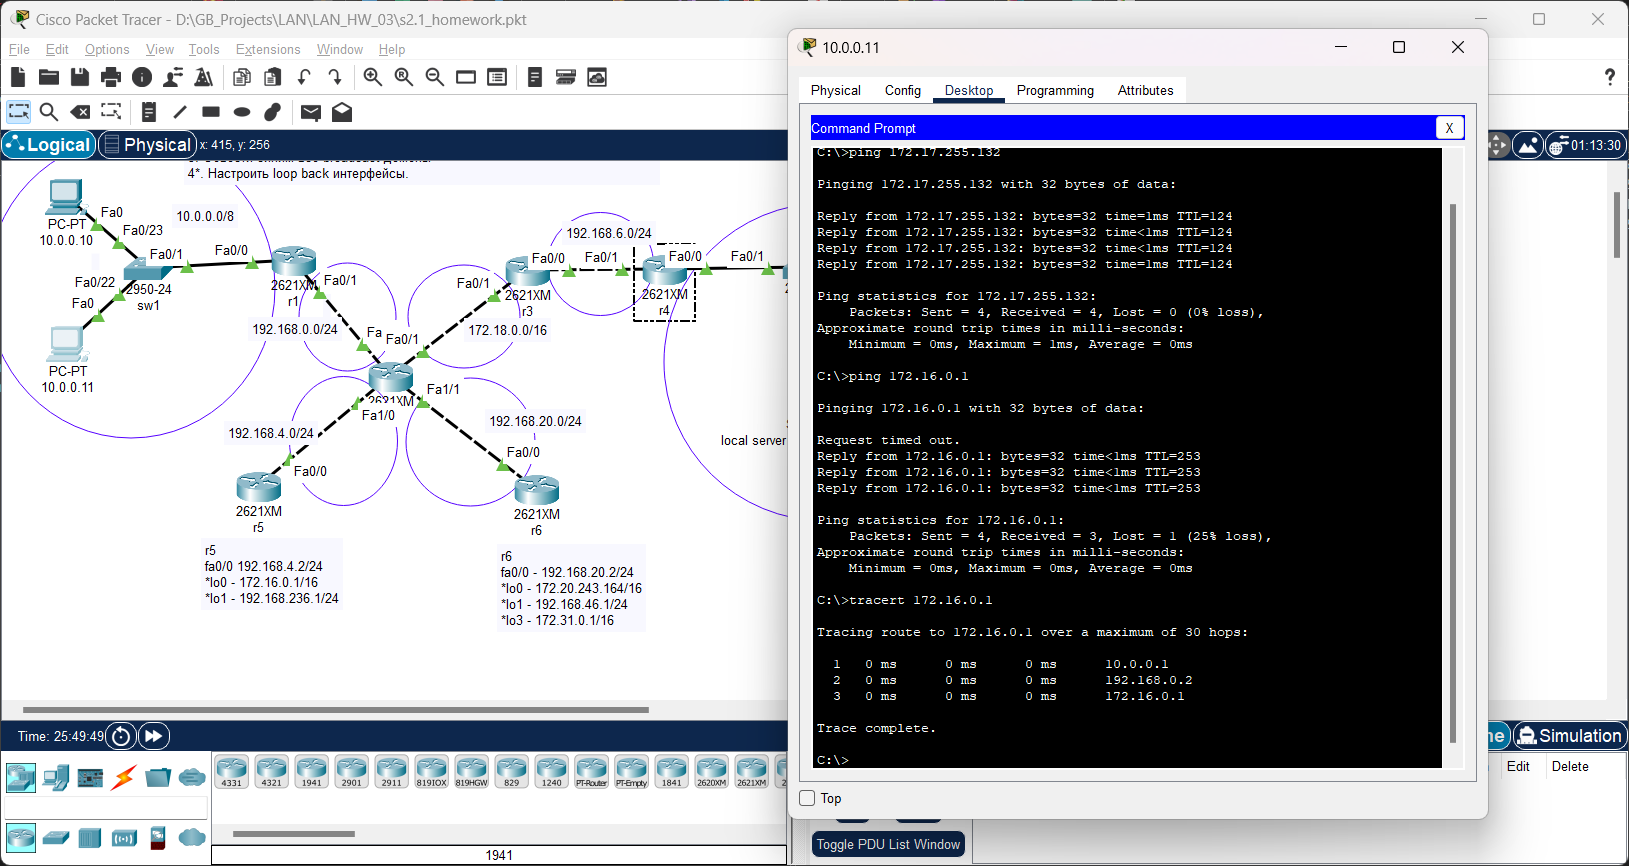 Cisco Packet Tracer - D:\GB_Projects\LAN\LAN_HW_03\s2.1_homework.pkt
File Edit Options View Tools Extensions Window Help
?
Logical Physical x: 415, y: 256
01:13:30
4*. Настроить loop back интерфейсы.
Fa0
PC-PT
10.0.0.10
Fa0/23
10.0.0.0/8
Fa0/1
Fa0/0
Fa0/22
2950-24
sw1
Fa0
PC-PT
10.0.0.11
2621XM
r1
Fa0/1
192.168.0.0/24
Fa
Fa0/1
172.18.0.0/16
Fa0/1
Fa0/0
2621XM
r3
192.168.6.0/24
Fa0/1
Fa0/0
2621XM
r4
Fa0/1
2621XM
Fa1/1
Fa1/0
192.168.4.0/24
192.168.20.0/24
Fa0/0
Fa0/0
2621XM
r5
2621XM
r6
local server
r5
fa0/0 192.168.4.2/24
*lo0 - 172.16.0.1/16
*lo1 - 192.168.236.1/24
r6
fa0/0 - 192.168.20.2/24
*lo0 - 172.20.243.164/16
*lo1 - 192.168.46.1/24
*lo3 - 172.31.0.1/16
Time: 25:49:49
4331 4321 1941 2901 2911 819IOX 819HGW 829 1240 PT-Router PT-Empty 1841 2620XM 2621XM
1941
10.0.0.11
Physical Config Desktop Programming Attributes
Command Prompt
X
C:\>ping 172.17.255.132
Pinging 172.17.255.132 with 32 bytes of data:
Reply from 172.17.255.132: bytes=32 time=1ms TTL=124
Reply from 172.17.255.132: bytes=32 time<1ms TTL=124
Reply from 172.17.255.132: bytes=32 time<1ms TTL=124
Reply from 172.17.255.132: bytes=32 time=1ms TTL=124
Ping statistics for 172.17.255.132:
Packets: Sent = 4, Received = 4, Lost = 0 (0% loss),
Approximate round trip times in milli-seconds:
Minimum = 0ms, Maximum = 1ms, Average = 0ms
C:\>ping 172.16.0.1
Pinging 172.16.0.1 with 32 bytes of data:
Request timed out.
Reply from 172.16.0.1: bytes=32 time<1ms TTL=253
Reply from 172.16.0.1: bytes=32 time<1ms TTL=253
Reply from 172.16.0.1: bytes=32 time<1ms TTL=253
Ping statistics for 172.16.0.1:
Packets: Sent = 4, Received = 3, Lost = 1 (25% loss),
Approximate round trip times in milli-seconds:
Minimum = 0ms, Maximum = 0ms, Average = 0ms
C:\>tracert 172.16.0.1
Tracing route to 172.16.0.1 over a maximum of 30 hops:
1 0 ms 0 ms 0 ms 10.0.0.1
2 0 ms 0 ms 0 ms 192.168.0.2
3 0 ms 0 ms 0 ms 172.16.0.1
Trace complete.
C:\>
Top
Toggle PDU List Window
Simulation
Edit Delete